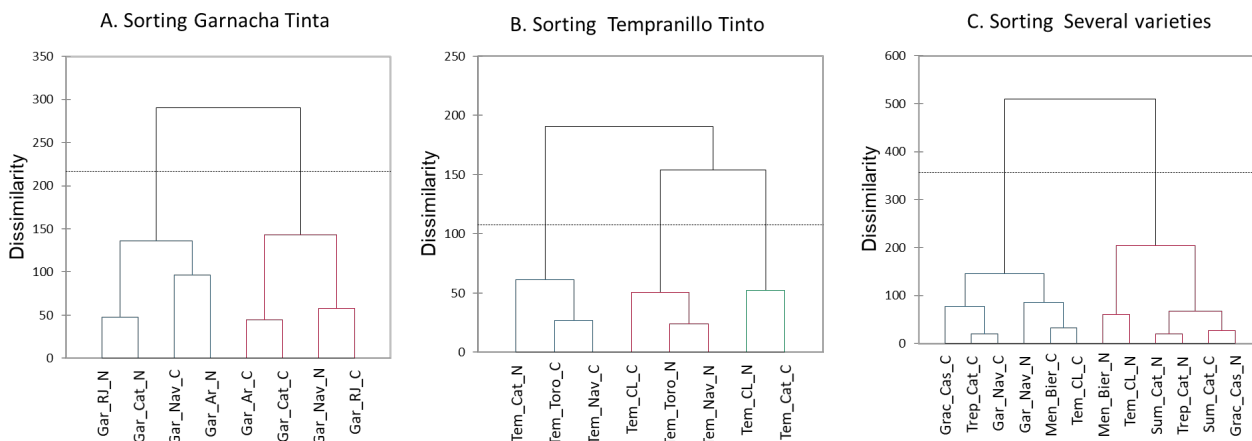 A. Sorting Garnacha Tinta
350
300
250
200
150
100
50
0
Dissimilarity
Gar_RJ_N
Gar_Cat_N
Gar_Nav_C
Gar_Ar_N
Gar_Ar_C
Gar_Cat_C
Gar_Nav_N
Gar_RJ_C
B. Sorting Tempranillo Tinto
250
200
150
100
50
0
Dissimilarity
Tem_Cat_N
Tem_Toro_C
Tem_Nav_C
Tem_CL_C
Tem_Toro_N
Tem_Nav_N
Tem_CL_N
Tem_Cat_C
C. Sorting Several varieties
600
500
400
300
200
100
0
Dissimilarity
Grac_Cas_C
Trep_Cat_C
Gar_Nav_C
Gar_Nav_N
Men_Bier_C
Tem_CL_C
Men_Bier_N
Tem_CL_N
Sum_Cat_N
Trep_Cat_N
Sum_Cat_C
Grac_Cas_N